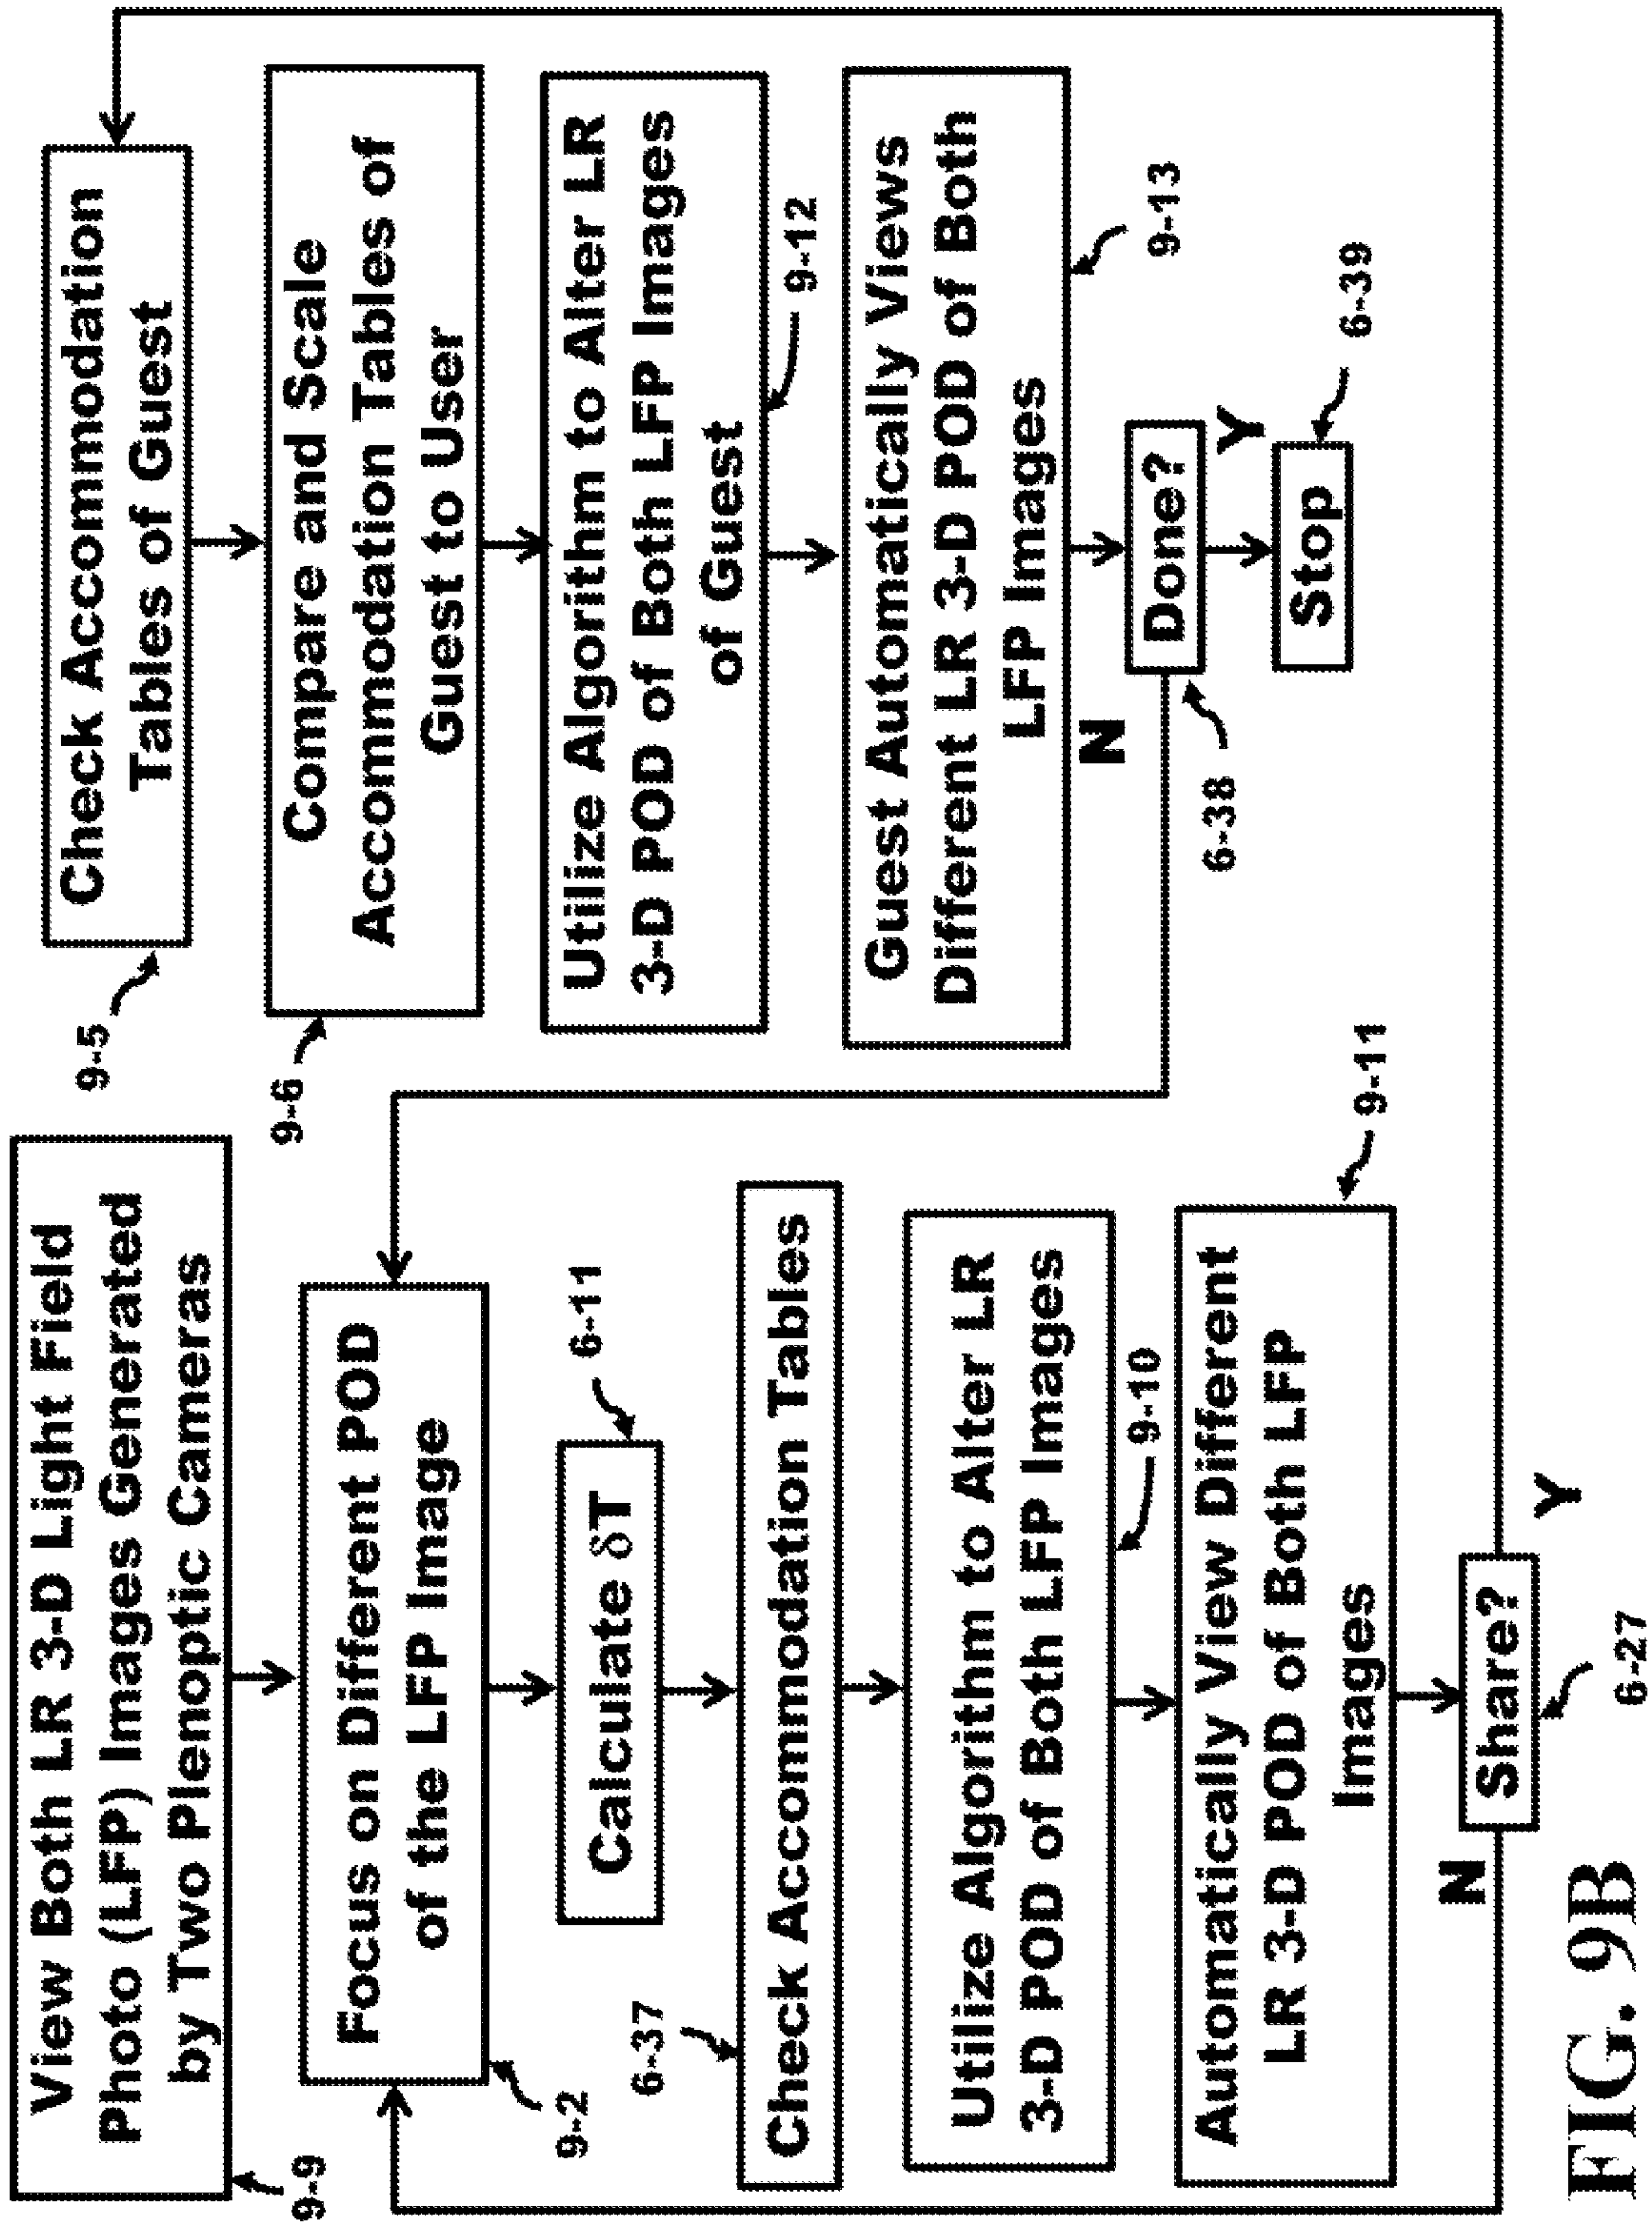 View Both LR 3-D Light Field
Photo (LFP) Images Generated
by Two Plenoptic Cameras
9-9
Focus on Different POD
of the LFP Image
9-2
Calculate δT
6-11
6-37
Check Accommodation Tables
Utilize Algorithm to Alter LR
3-D POD of Both LFP Images
9-10
Automatically View Different
LR 3-D POD of Both LFP
Images
9-11
N
Share?
Y
6-27
Check Accommodation
Tables of Guest
9-5
Compare and Scale
Accommodation Tables of
Guest to User
9-6
Utilize Algorithm to Alter LR
3-D POD of Both LFP Images
of Guest
9-12
Guest Automatically Views
Different LR 3-D POD of Both
LFP Images
9-13
N
Done?
Y
6-38
Stop
6-39
FIG. 9B